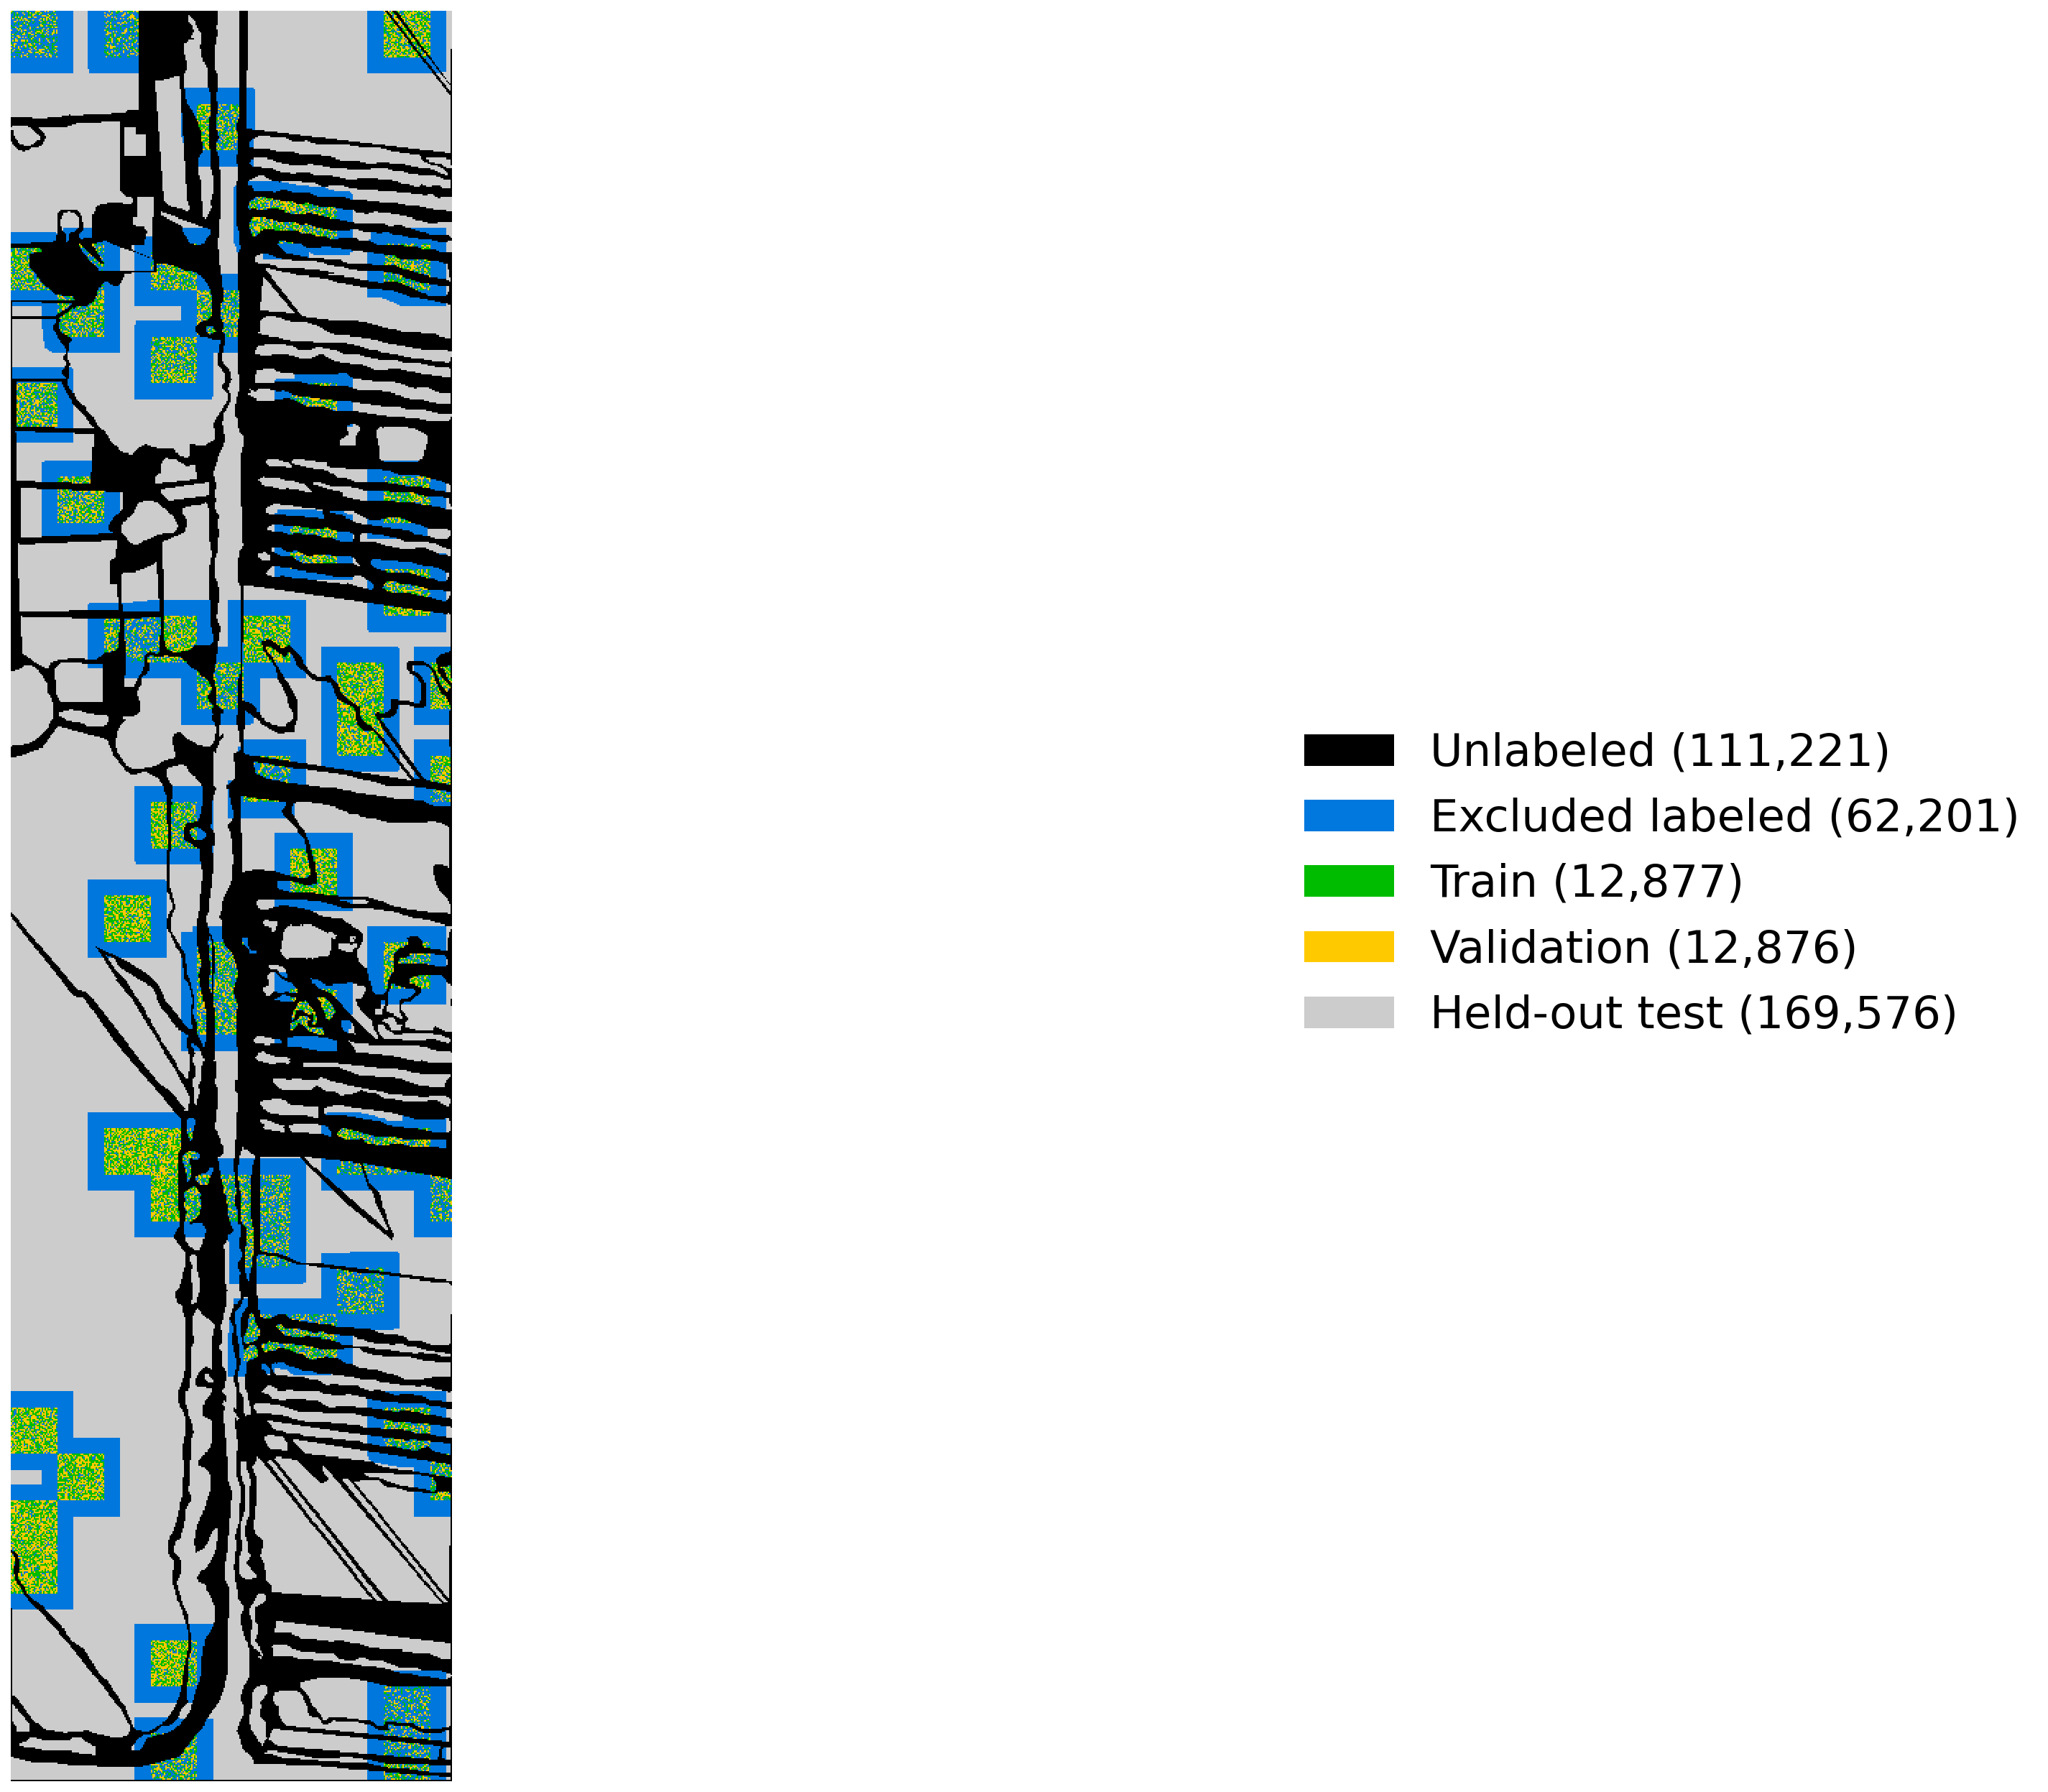 Unlabeled (111,221)
Excluded labeled (62,201)
Train (12,877)
Validation (12,876)
Held-out test (169,576)